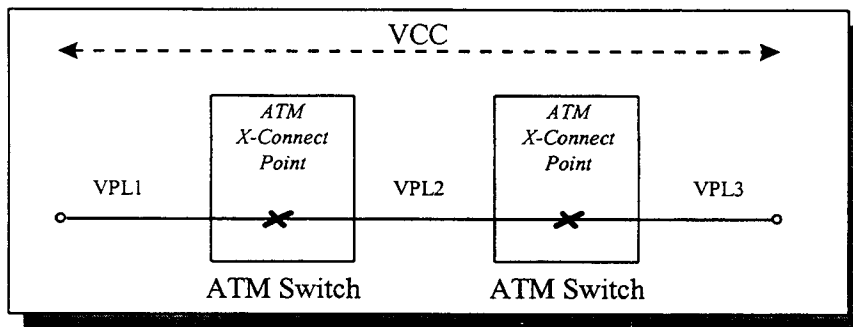 VCC
ATM
X-Connect
Point
ATM
X-Connect
Point
VPL1
VPL2
VPL3
ATM Switch
ATM Switch